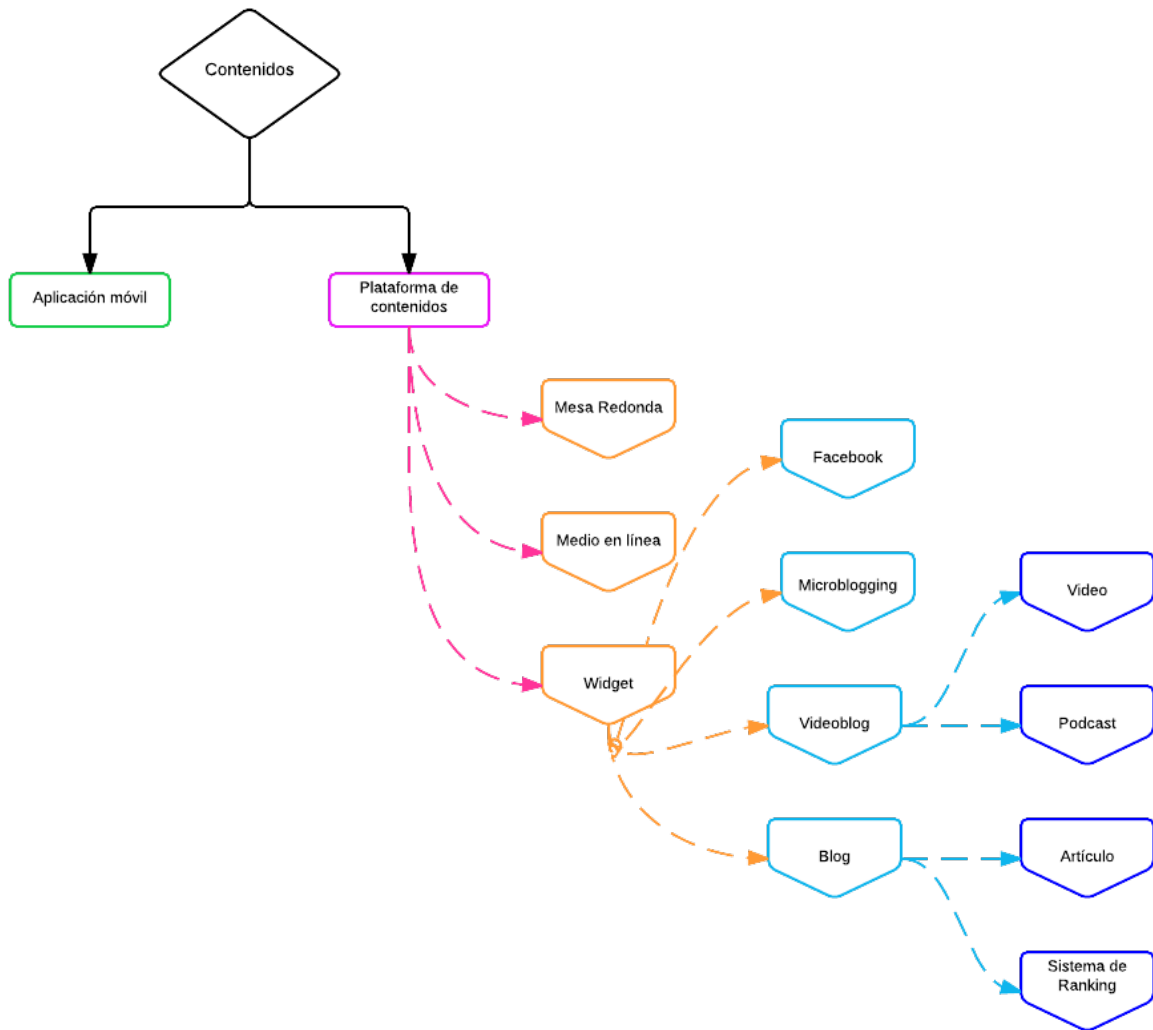 Contenidos
Aplicación móvil
Plataforma de
contenidos
Mesa Redonda
Facebook
Medio en línea
Microblogging
Video
Widget
Videoblog
Podcast
Blog
Artículo
Sistema de
Ranking